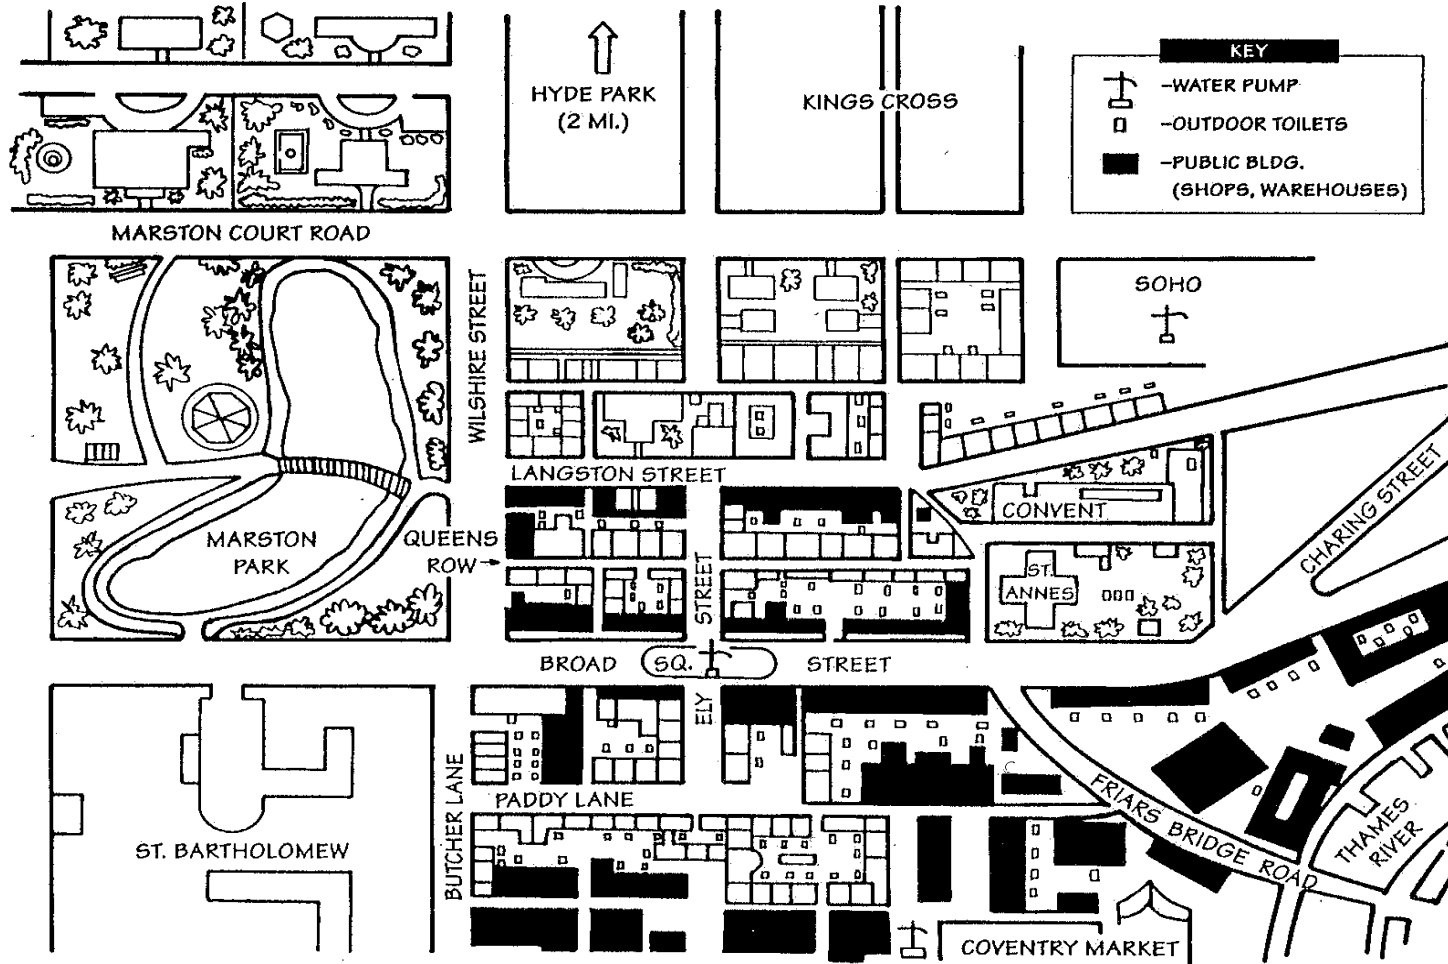 KEY
-WATER PUMP
-OUTDOOR TOILETS
-PUBLIC BLDG.
(SHOPS, WAREHOUSES)
HYDE PARK
(2 MI.)
KINGS CROSS
MARSTON COURT ROAD
WILSHIRE STREET
SOHO
LANGSTON STREET
CONVENT
CHARING STREET
MARSTON
PARK
QUEENS
ROW
ST.
ANNES
BROAD SQ. STREET
ELY STREET
BUTCHER LANE
PADDY LANE
FRIARS BRIDGE ROAD
THAMES
RIVER
ST. BARTHOLOMEW
COVENTRY MARKET